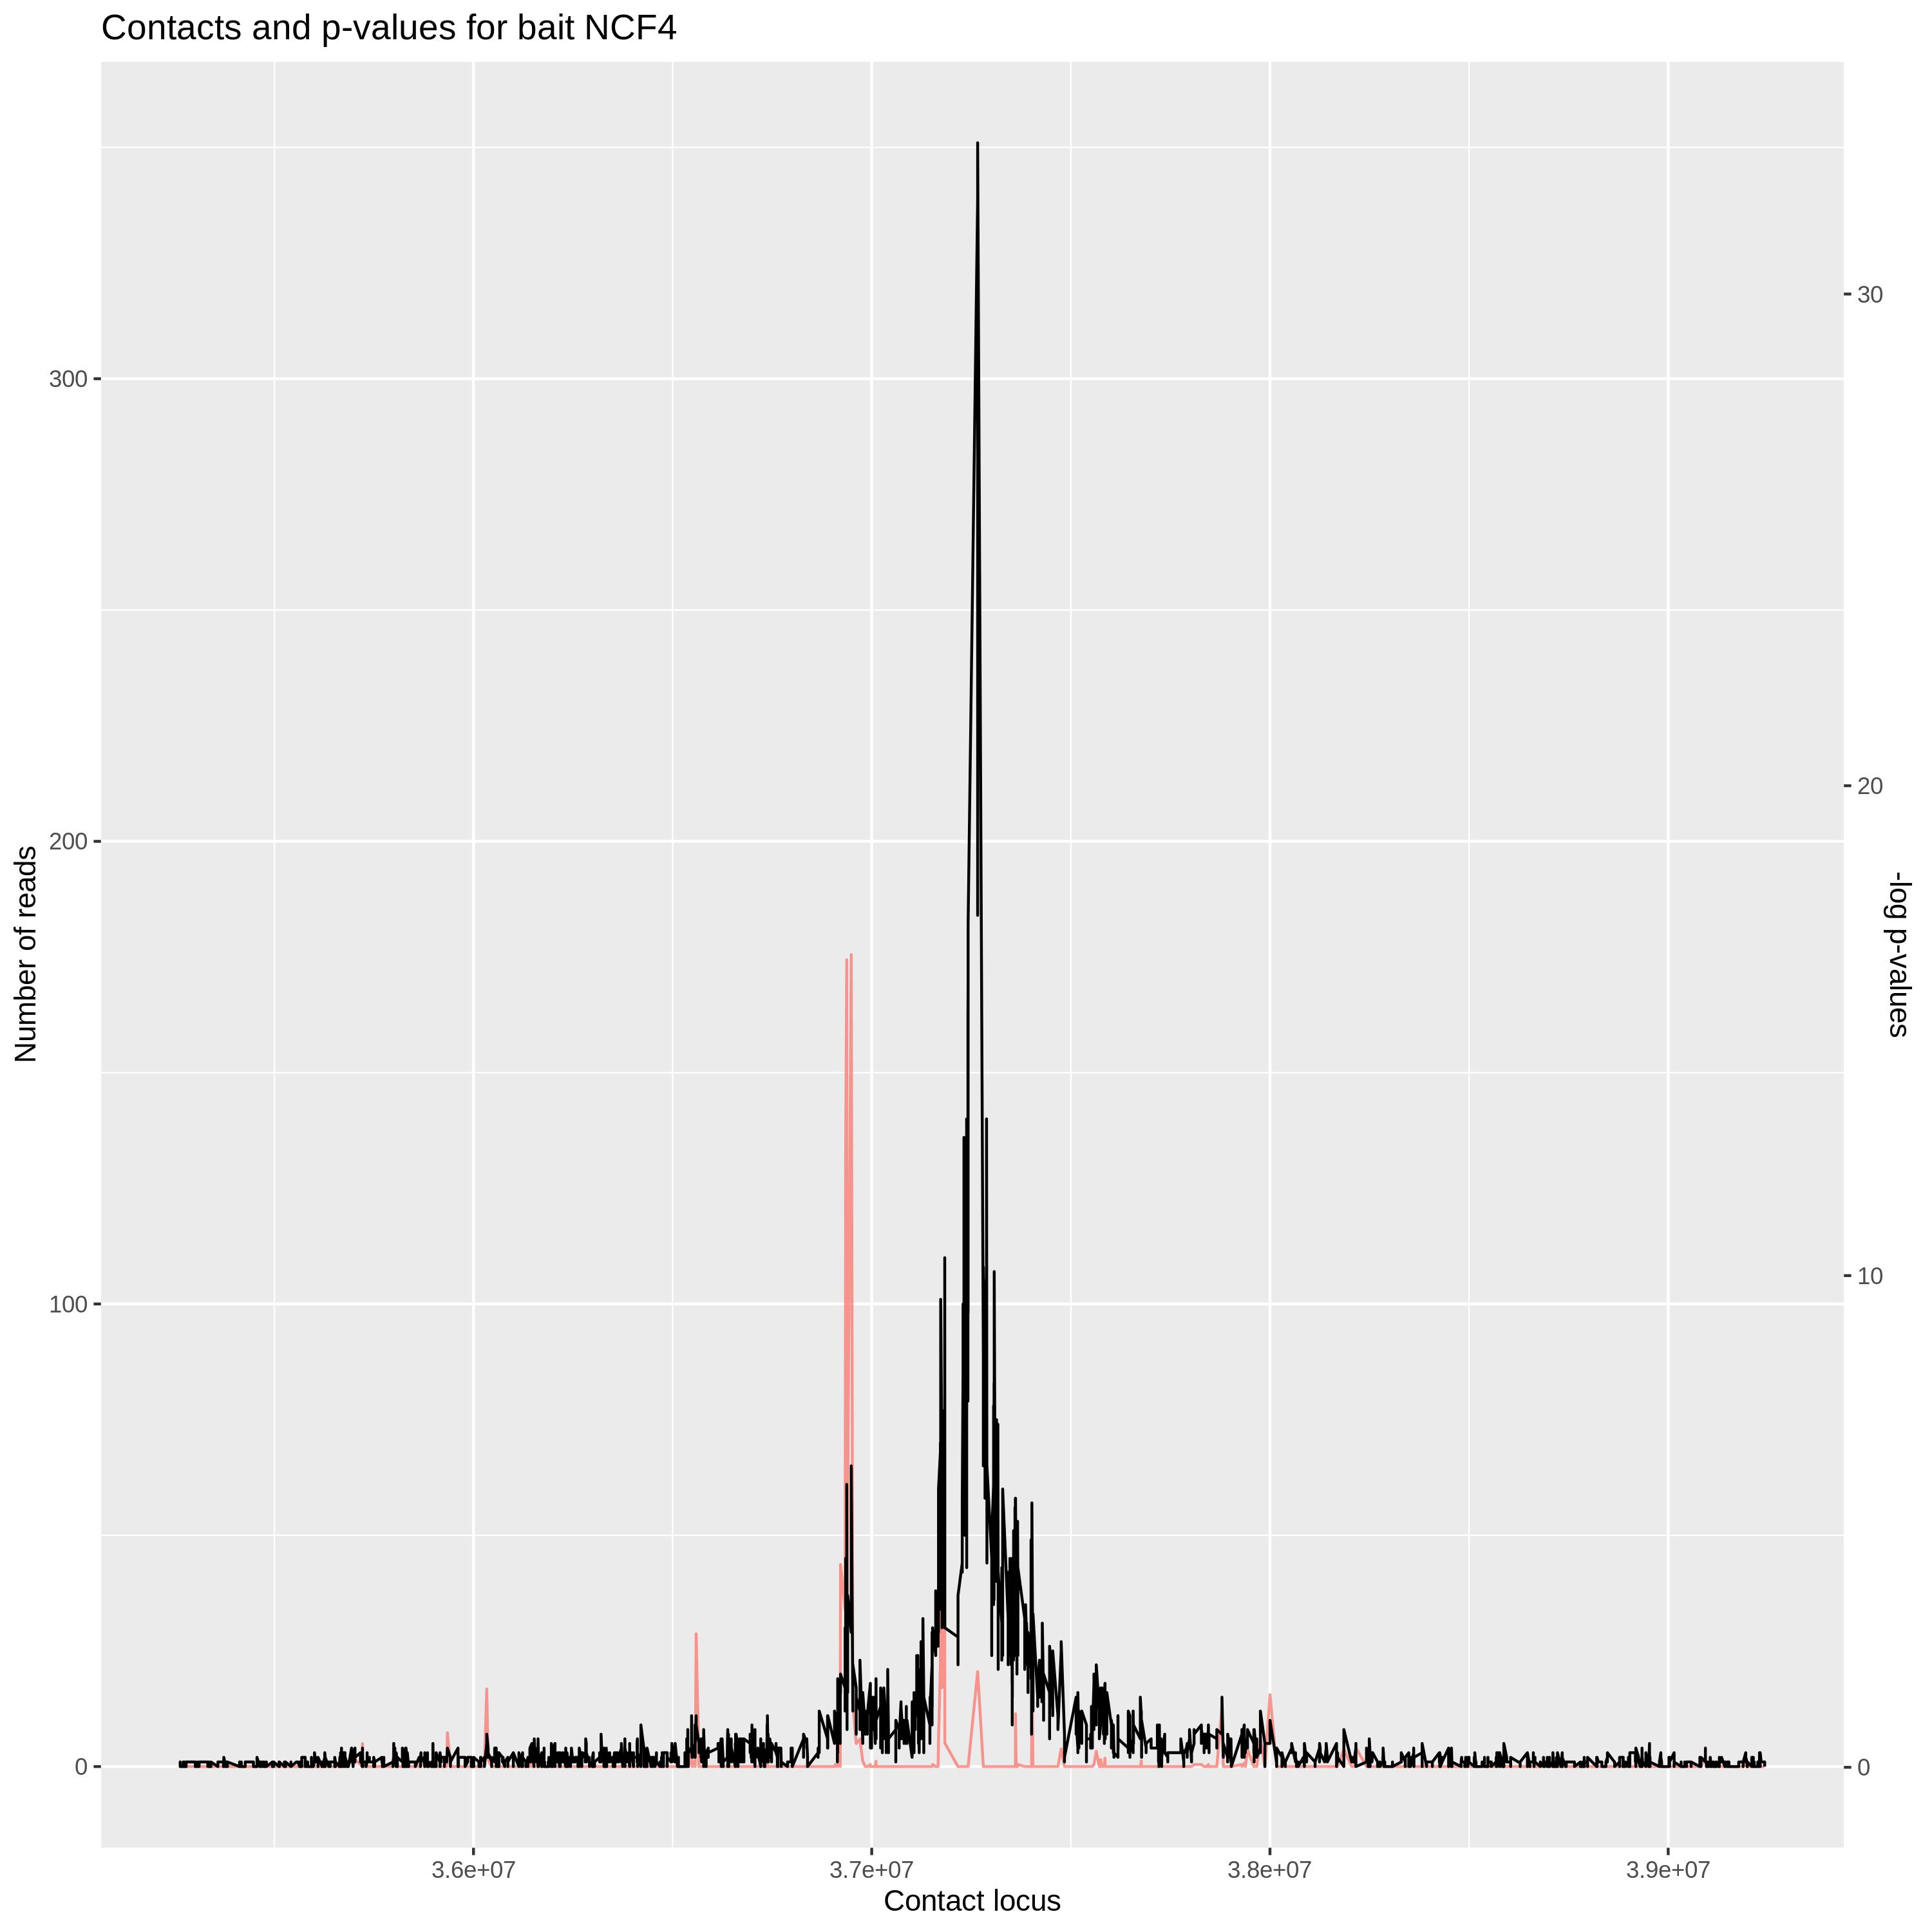 Contacts and p-values for bait NCF4
300
200
100
0
Number of reads
30
20
10
0
-log p-values
3.6e+07
3.7e+07
3.8e+07
3.9e+07
Contact locus